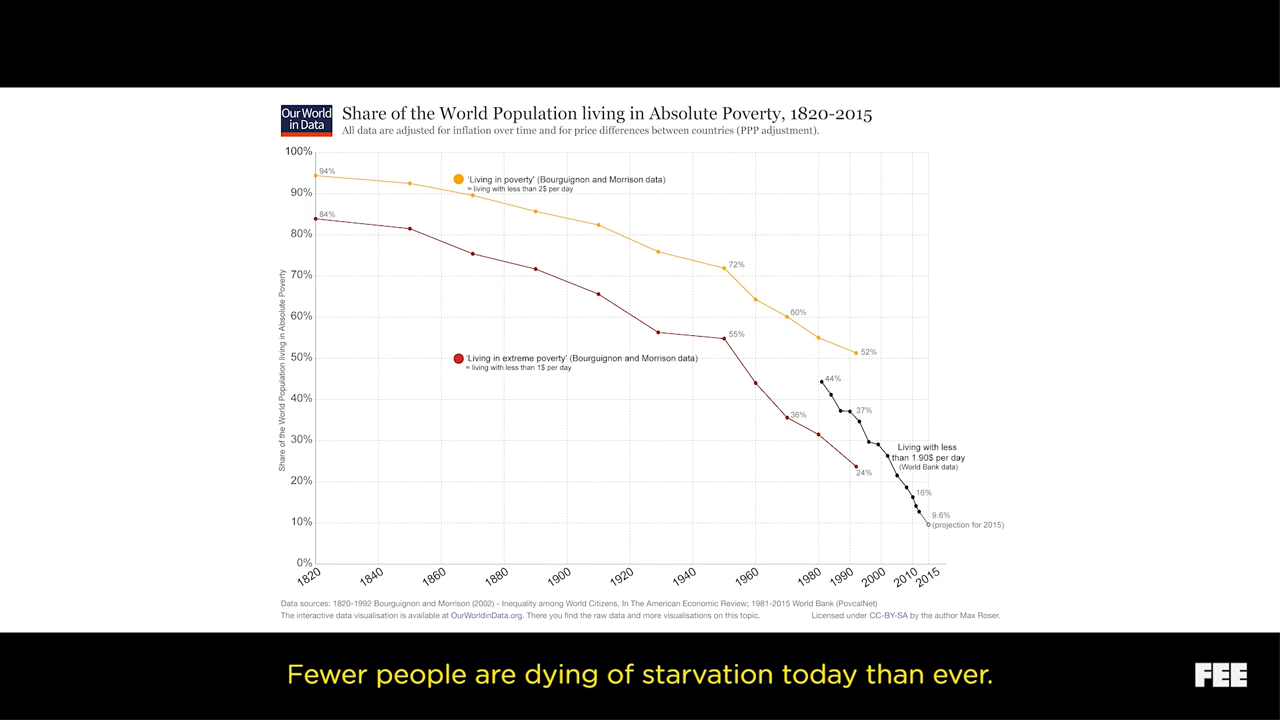 Our World
in Data
Share of the World Population living in Absolute Poverty, 1820-2015
All data are adjusted for inflation over time and for price differences between countries (PPP adjustment).
100%
94%
'Living in poverty' (Bourguignon and Morrison data)
= living with less than 2$ per day
90%
84%
80%
72%
70%
60%
60%
55%
52%
50%
'Living in extreme poverty' (Bourguignon and Morrison data)
= living with less than 1$ per day
44%
40%
37%
36%
30%
Living with less
than 1.90$ per day
(World Bank data)
24%
20%
16%
10%
9.6%
(projection for 2015)
0%
Share of the World Population living in Absolute Poverty
1820
1840
1860
1880
1900
1920
1940
1960
1980
1990
2000
2010
2015
Data sources: 1820-1992 Bourguignon and Morrison (2002) - Inequality among World Citizens, In The American Economic Review; 1981-2015 World Bank (PovcalNet)
The interactive data visualisation is available at OurWorldinData.org. There you find the raw data and more visualisations on this topic.
Licensed under CC-BY-SA by the author Max Roser.
Fewer people are dying of starvation today than ever.
FEE